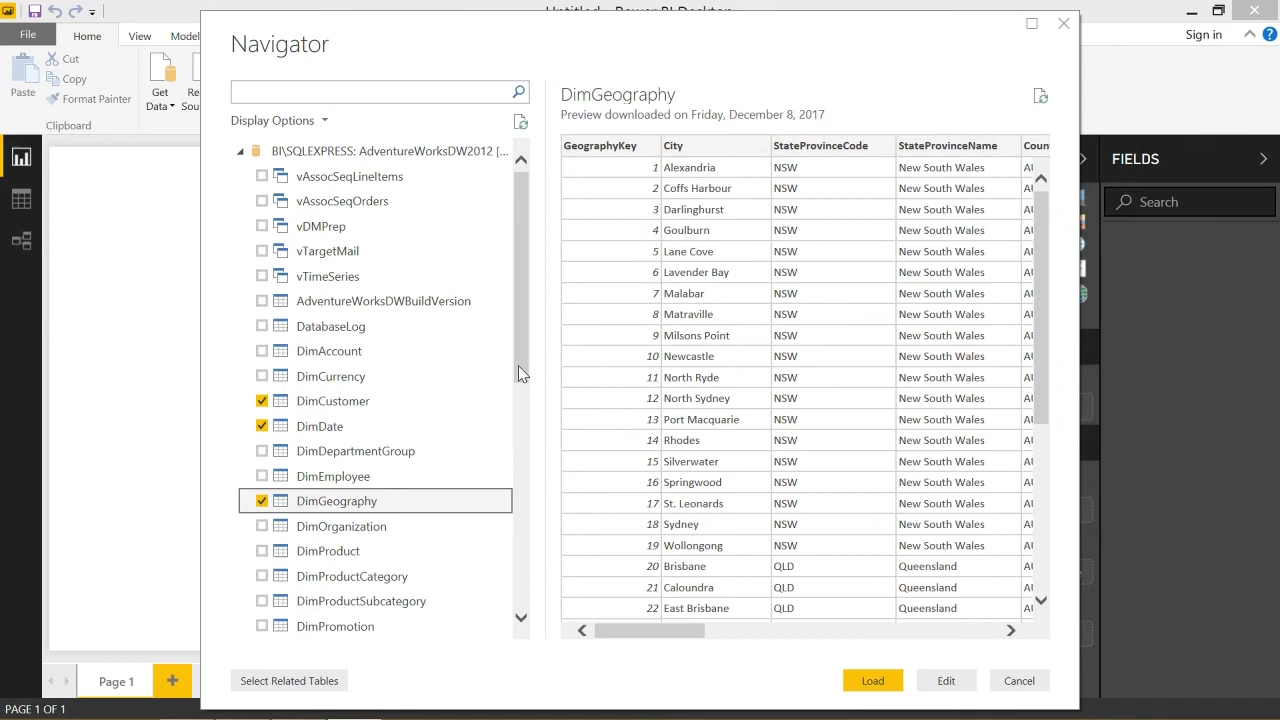 File
Home
View
Model
Sign in
Paste
Cut
Copy
Format Painter
Clipboard
Get
Data
Navigator
Display Options
BI\SQLEXPRESS: AdventureWorksDW2012 [...
vAssocSeqLineItems
vAssocSeqOrders
vDMPrep
vTargetMail
vTimeSeries
AdventureWorksDWBuildVersion
DatabaseLog
DimAccount
DimCurrency
DimCustomer
DimDate
DimDepartmentGroup
DimEmployee
DimGeography
DimOrganization
DimProduct
DimProductCategory
DimProductSubcategory
DimPromotion
Select Related Tables
DimGeography
Preview downloaded on Friday, December 8, 2017
GeographyKey City StateProvinceCode StateProvinceName
1 Alexandria NSW New South Wales
2 Coffs Harbour NSW New South Wales
3 Darlinghurst NSW New South Wales
4 Goulburn NSW New South Wales
5 Lane Cove NSW New South Wales
6 Lavender Bay NSW New South Wales
7 Malabar NSW New South Wales
8 Matraville NSW New South Wales
9 Milsons Point NSW New South Wales
10 Newcastle NSW New South Wales
11 North Ryde NSW New South Wales
12 North Sydney NSW New South Wales
13 Port Macquarie NSW New South Wales
14 Rhodes NSW New South Wales
15 Silverwater NSW New South Wales
16 Springwood NSW New South Wales
17 St. Leonards NSW New South Wales
18 Sydney NSW New South Wales
19 Wollongong NSW New South Wales
20 Brisbane QLD Queensland
21 Caloundra QLD Queensland
22 East Brisbane QLD Queensland
Load
Edit
Cancel
FIELDS
Search
Page 1
PAGE 1 OF 1